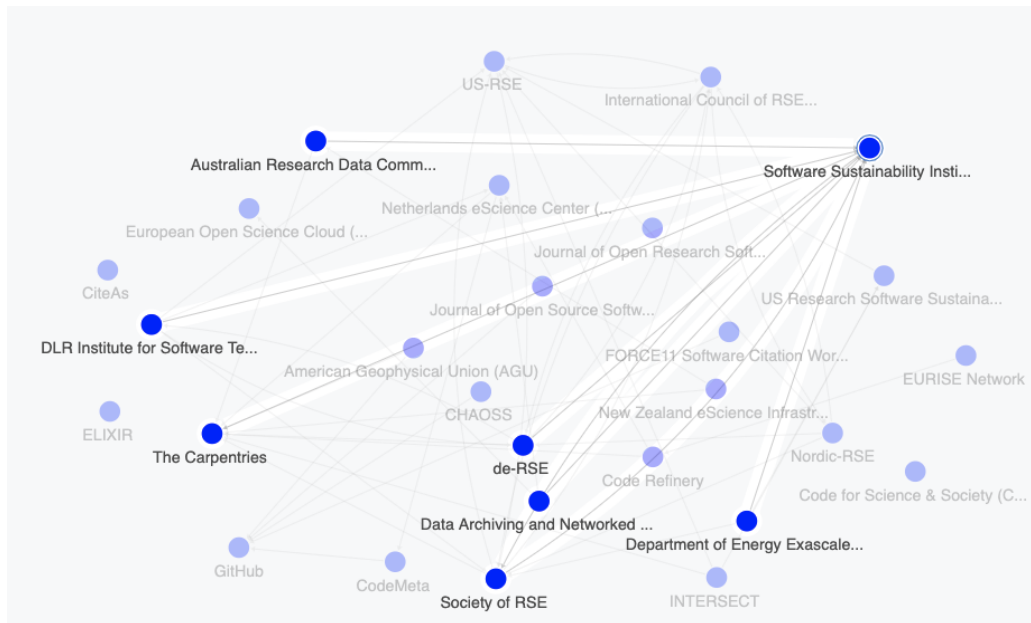 US-RSE
International Council of RSE...
Australian Research Data Comm...
Software Sustainability Insti...
Netherlands eScience Center (...
European Open Science Cloud (...
Journal of Open Research Soft...
CiteAs
US Research Software Sustaina...
Journal of Open Source Softw...
DLR Institute for Software Te...
FORCE11 Software Citation Wor...
American Geophysical Union (AGU)
EURISE Network
CHAOSS
New Zealand eScience Infrastr...
ELIXIR
The Carpentries
Nordic-RSE
de-RSE
Code Refinery
Code for Science & Society (C...
Data Archiving and Networked ...
Department of Energy Exascale...
GitHub
CodeMeta
Society of RSE
INTERSECT